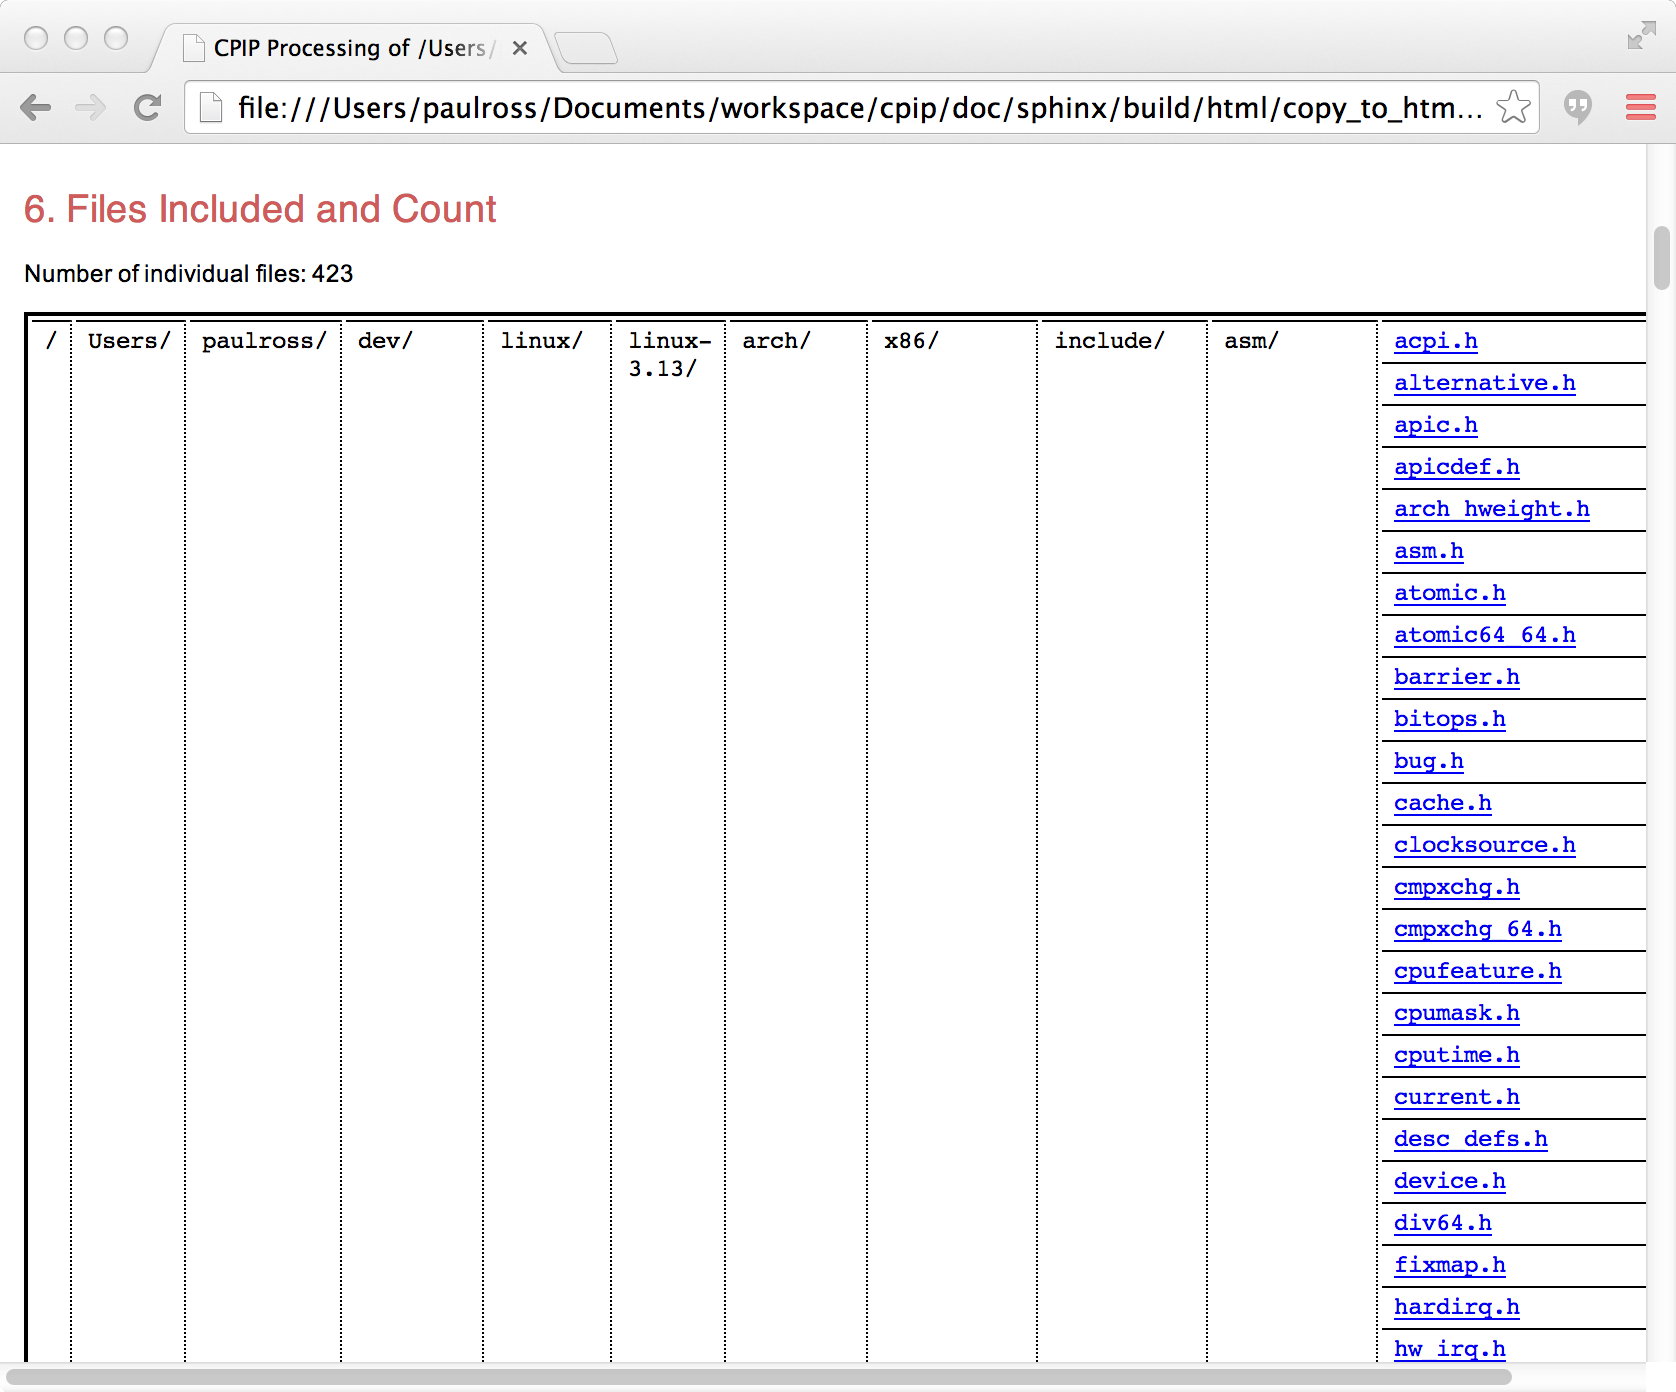 CPIP Processing of /Users/
file:///Users/paulross/Documents/workspace/cpip/doc/sphinx/build/html/copy_to_htm...
6. Files Included and Count
Number of individual files: 423
/ Users/ paulross/ dev/ linux/ linux- arch/ x86/ include/ asm/ acpi.h
3.13/
alternative.h
apic.h
apicdef.h
arch_hweight.h
asm.h
atomic.h
atomic64_64.h
barrier.h
bitops.h
bug.h
cache.h
clocksource.h
cmpxchg.h
cmpxchg_64.h
cpufeature.h
cpumask.h
cputime.h
current.h
desc_defs.h
device.h
div64.h
fixmap.h
hardirq.h
hw_irq.h